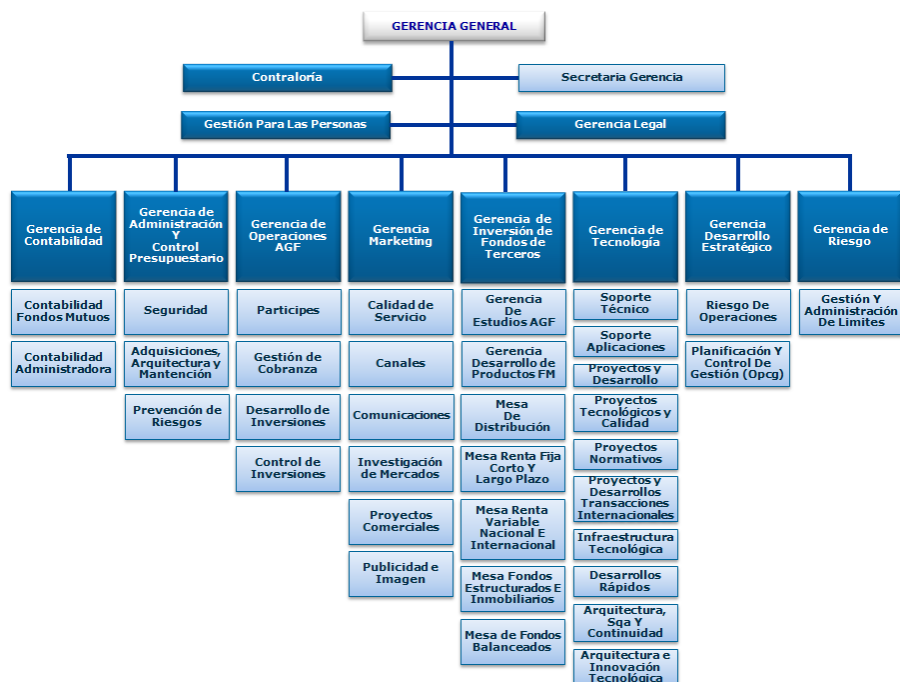 GERENCIA GENERAL
Contraloría
Secretaria Gerencia
Gestión Para Las Personas
Gerencia Legal
Gerencia de
Contabilidad
Gerencia de
Administración
Y
Control
Presupuestario
Gerencia de
Operaciones
AGF
Gerencia
Marketing
Gerencia de
Inversión de
Fondos de
Terceros
Gerencia de
Tecnología
Gerencia
Desarrollo
Estratégico
Gerencia de
Riesgo
Contabilidad
Fondos Mutuos
Contabilidad
Administradora
Seguridad
Adquisiciones,
Arquitectura y
Mantención
Prevención de
Riesgos
Participes
Gestión de
Cobranza
Desarrollo de
Inversiones
Control de
Inversiones
Calidad de
Servicio
Canales
Comunicaciones
Investigación
de Mercados
Proyectos
Comerciales
Publicidad e
Imagen
Gerencia
De
Estudios AGF
Gerencia
Desarrollo de
Productos FM
Mesa
De
Distribución
Mesa Renta Fija
Corto Y
Largo Plazo
Mesa Renta
Variable
Nacional E
Internacional
Mesa Fondos
Estructurados E
Inmobiliarios
Mesa de Fondos
Balanceados
Soporte
Técnico
Soporte
Aplicaciones
Proyectos y
Desarrollo
Proyectos
Tecnológicos y
Calidad
Proyectos
Normativos
Proyectos y
Desarrollos
Transacciones
Internacionales
Infraestructura
Tecnológica
Desarrollos
Rápidos
Arquitectura,
Sqa Y
Continuidad
Arquitectura e
Innovación
Tecnológica
Riesgo De
Operaciones
Planificación Y
Control De
Gestión (Opcg)
Gestión Y
Administración
De Limites